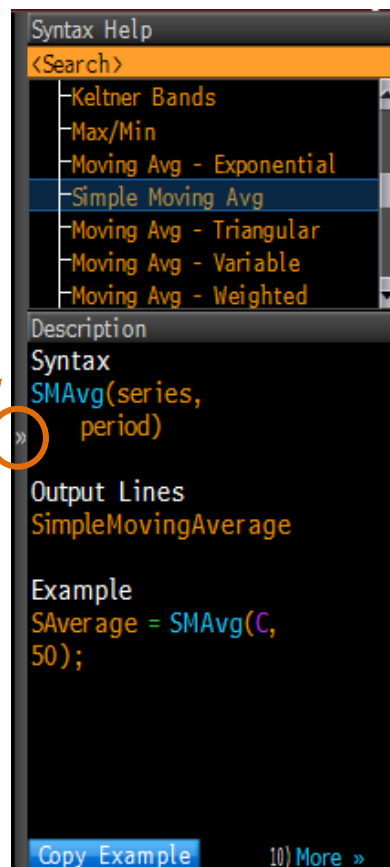 Syntax Help
<Search>
Keltner Bands
Max/Min
Moving Avg - Exponential
Simple Moving Avg
Moving Avg - Triangular
Moving Avg - Variable
Moving Avg - Weighted
Description
Syntax
SMAvg(series,
period)
»
Output Lines
SimpleMovingAverage
Example
SAverage = SMAvg(C,
50);
Copy Example 10) More »